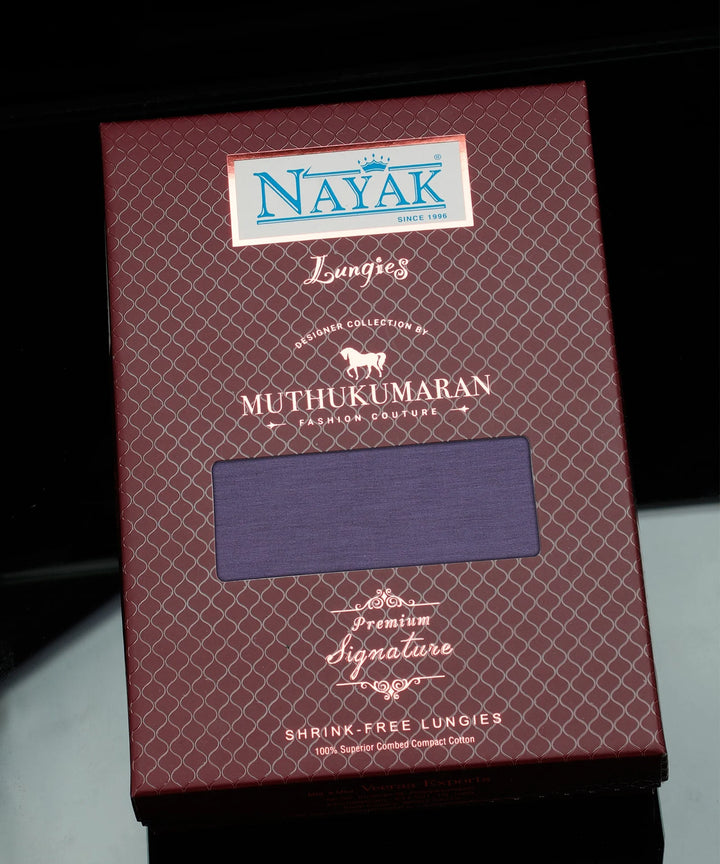 NAYAK®
SINCE 1996
Lungies
DESIGNER COLLECTION BY
MUTHUKUMARAN
FASHION COUTURE
Premium
Signature
SHRINK-FREE LUNGIES
100% Superior Combed Compact Cotton
Exports